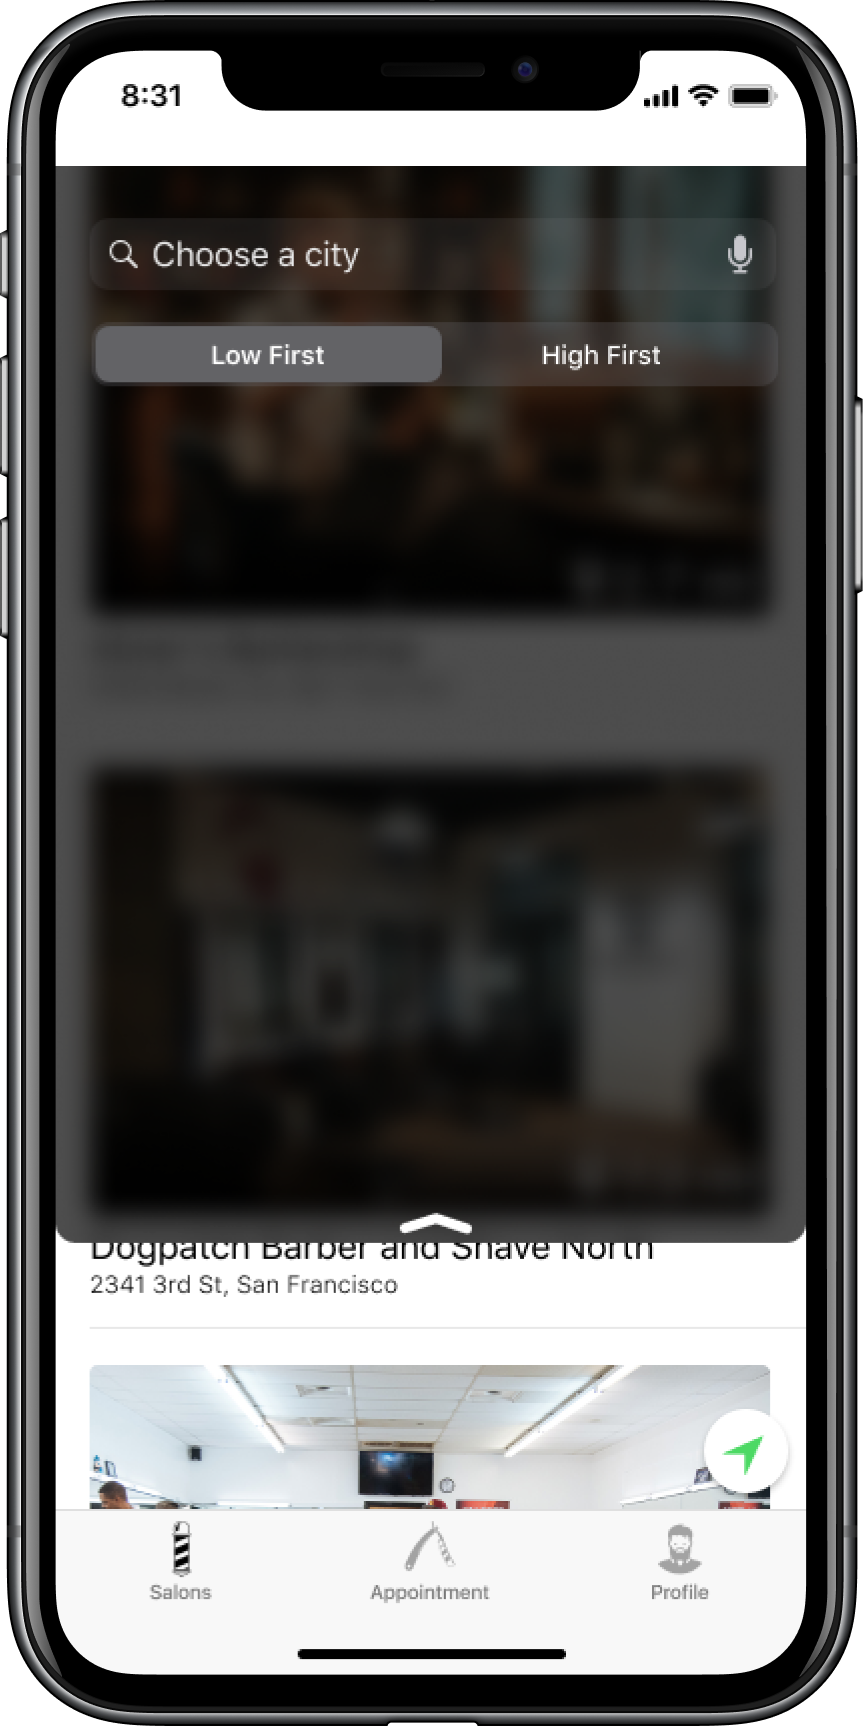 8:31
Choose a city
Low First
High First
Dogpatch Barber and Shave North
2341 3rd St, San Francisco
Salons
Appointment
Profile